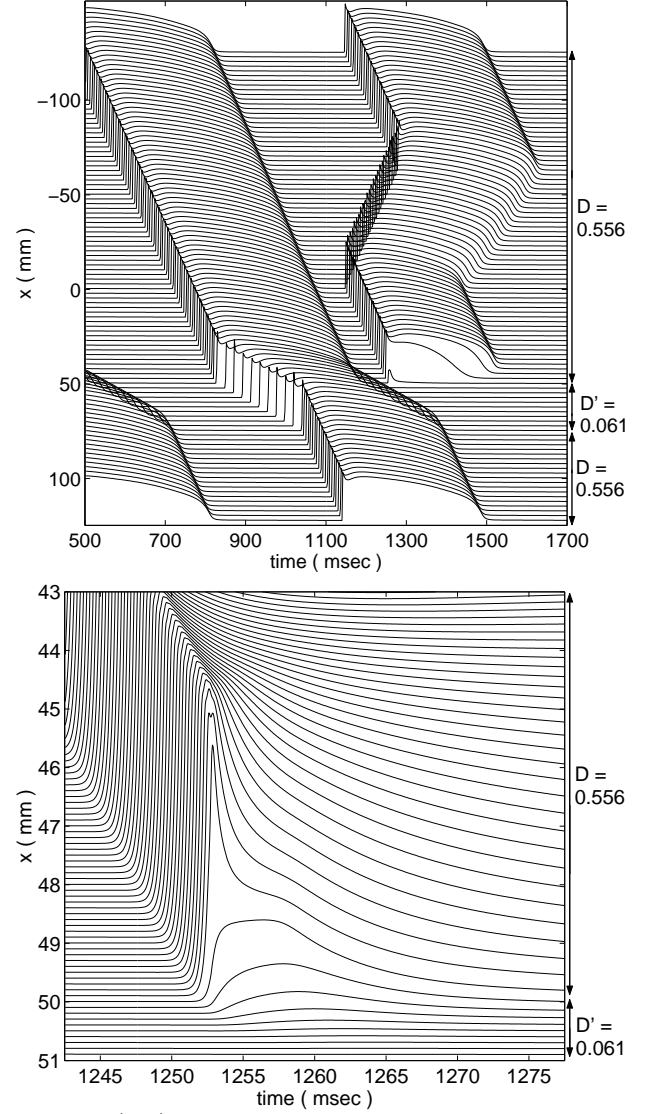 −100
−50
0
50
100
x ( mm )
500 700 900 1100 1300 1500 1700
time ( msec )
D =
0.556
D' =
0.061
D =
0.556
43
44
45
46
47
48
49
50
51
x ( mm )
1245 1250 1255 1260 1265 1270 1275
time ( msec )
D =
0.556
D' =
0.061